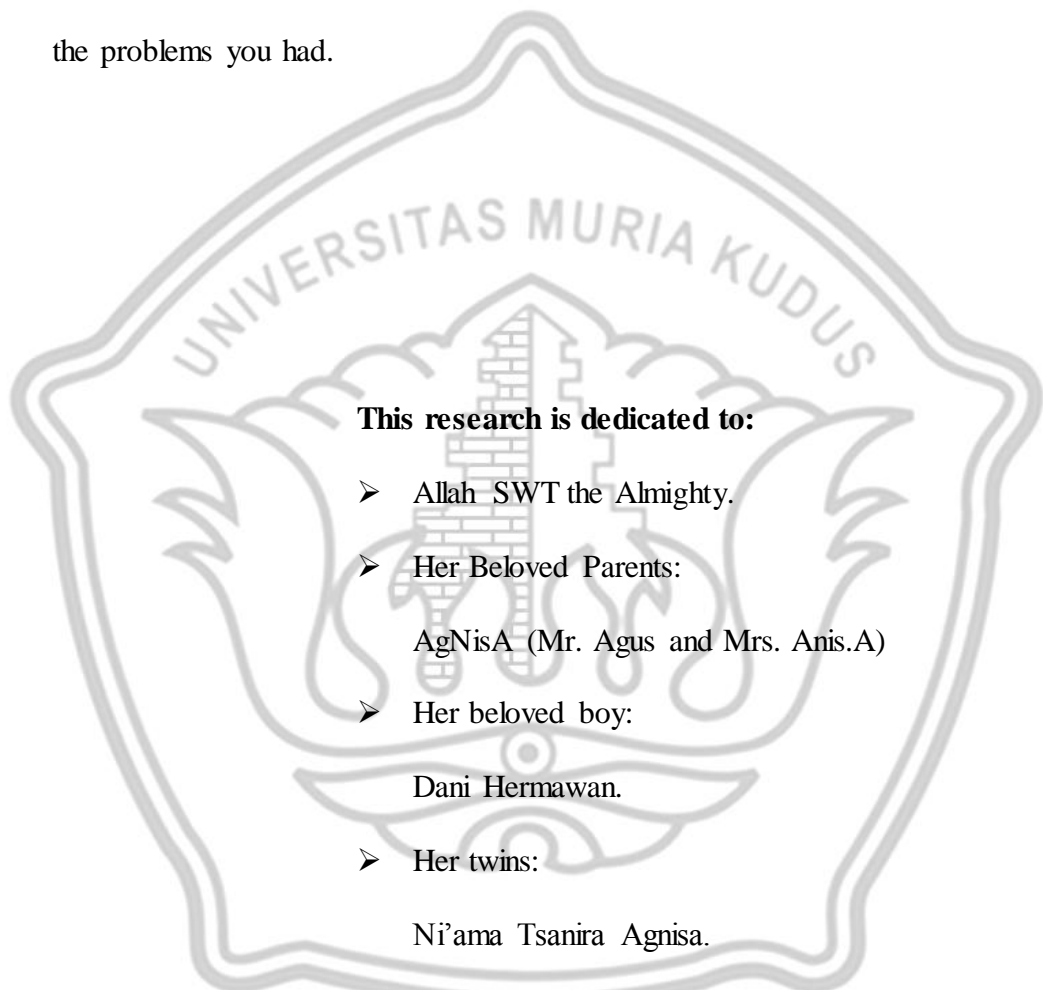 the problems you had.
UNIVERSITAS MURIA KUDUS
This research is dedicated to:
➢ Allah SWT the Almighty.
➢ Her Beloved Parents:
AgNisA (Mr. Agus and Mrs. Anis.A)
➢ Her beloved boy:
Dani Hermawan.
➢ Her twins:
Ni’ama Tsanira Agnisa.